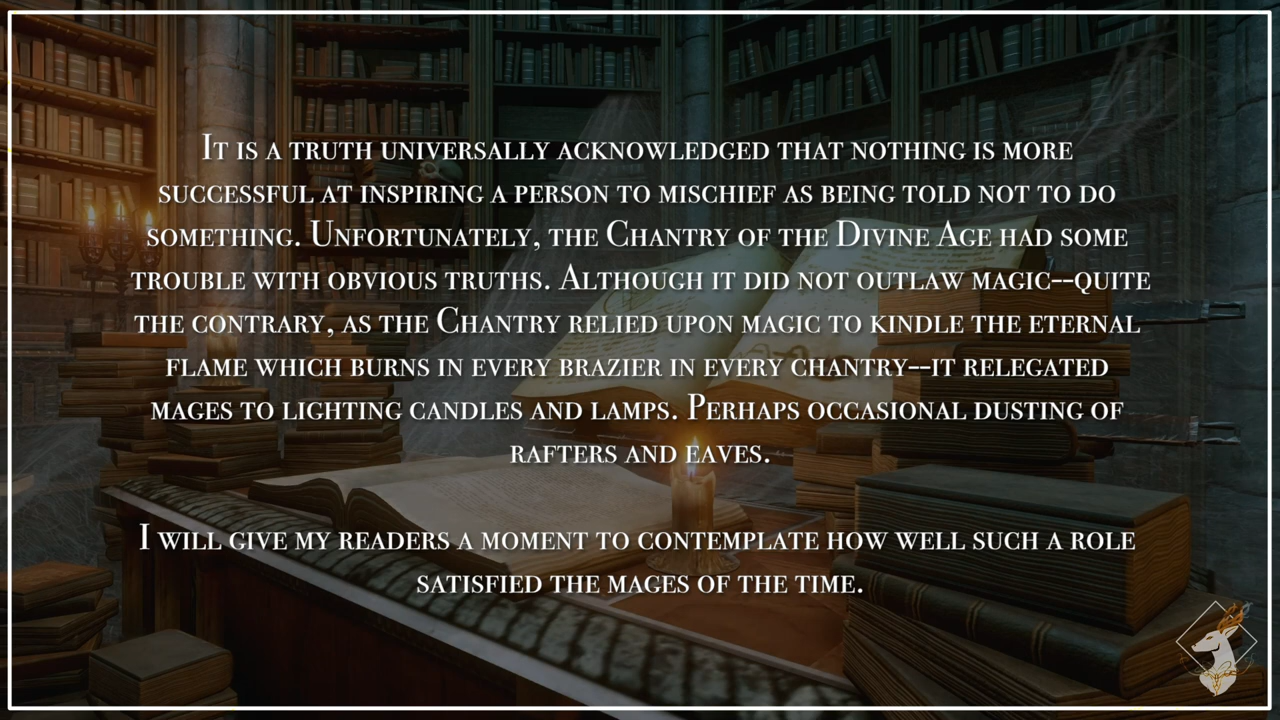 It is a truth universally acknowledged that nothing is more
successful at inspiring a person to mischief as being told not to do
something. Unfortunately, the Chantry of the Divine Age had some
trouble with obvious truths. Although it did not outlaw magic--quite
the contrary, as the Chantry relied upon magic to kindle the eternal
flame which burns in every brazier in every chantry--it relegated
mages to lighting candles and lamps. Perhaps occasional dusting of
rafters and eaves.
I will give my readers a moment to contemplate how well such a role
satisfied the mages of the time.